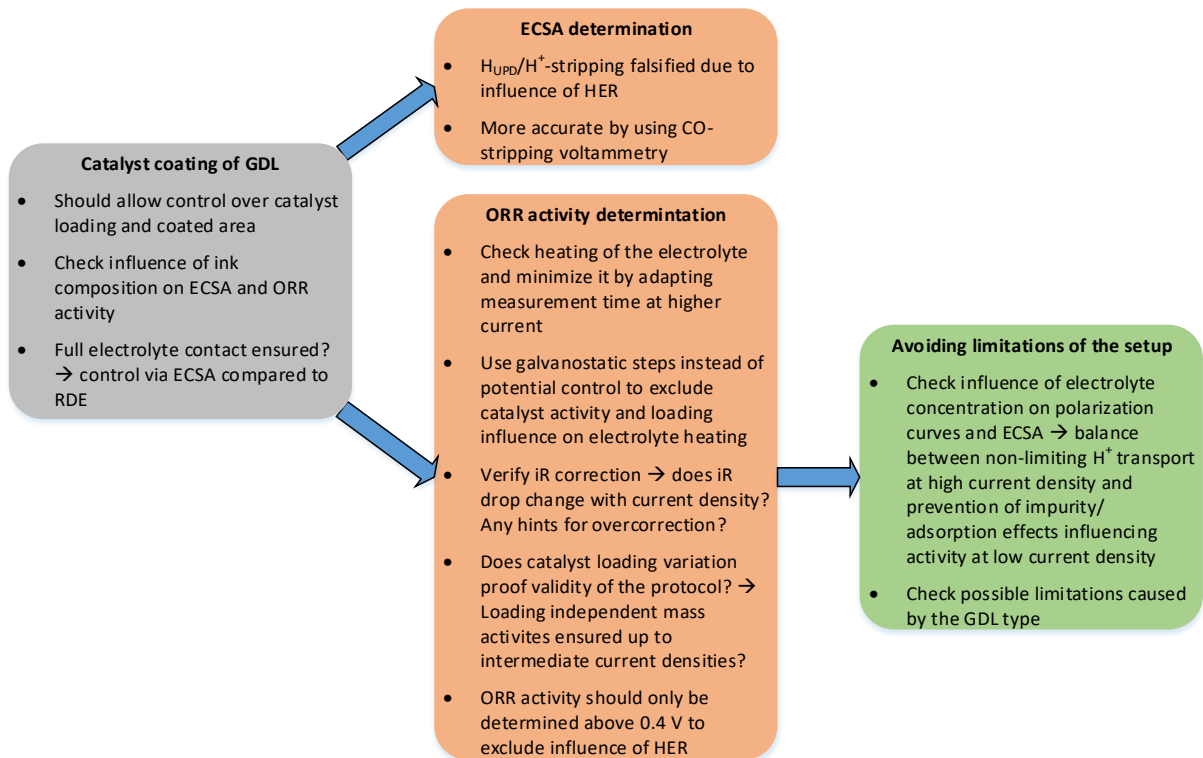 Catalyst coating of GDL
• Should allow control over catalyst
loading and coated area
• Check influence of ink
composition on ECSA and ORR
activity
• Full electrolyte contact ensured?
→ control via ECSA compared to
RDE
ECSA determination
• H_UPD/H⁺-stripping falsified due to
influence of HER
• More accurate by using CO-
stripping voltammetry
ORR activity determintation
• Check heating of the electrolyte
and minimize it by adapting
measurement time at higher
current
• Use galvanostatic steps instead of
potential control to exclude
catalyst activity and loading
influence on electrolyte heating
• Verify iR correction → does iR
drop change with current density?
Any hints for overcorrection?
• Does catalyst loading variation
proof validity of the protocol? →
Loading independent mass
activites ensured up to
intermediate current densities?
• ORR activity should only be
determined above 0.4 V to
exclude influence of HER
Avoiding limitations of the setup
• Check influence of electrolyte
concentration on polarization
curves and ECSA → balance
between non-limiting H⁺ transport
at high current density and
prevention of impurity/
adsorption effects influencing
activity at low current density
• Check possible limitations caused
by the GDL type